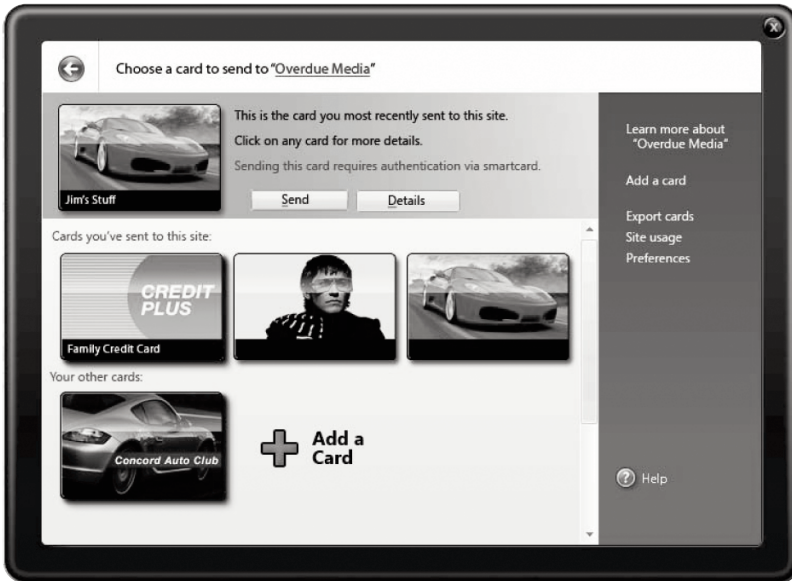 X
Choose a card to send to “Overdue Media”
This is the card you most recently sent to this site.
Click on any card for more details.
Sending this card requires authentication via smartcard.
Jim's Stuff
Send
Details
Cards you've sent to this site:
CREDIT
PLUS
Family Credit Card
Your other cards:
Concord Auto Club
Add a
Card
Learn more about
“Overdue Media”
Add a card
Export cards
Site usage
Preferences
? Help